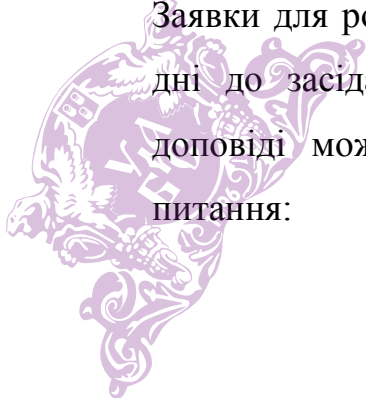 Заявки для ро
дні до засіда
доповіді мож
питання: